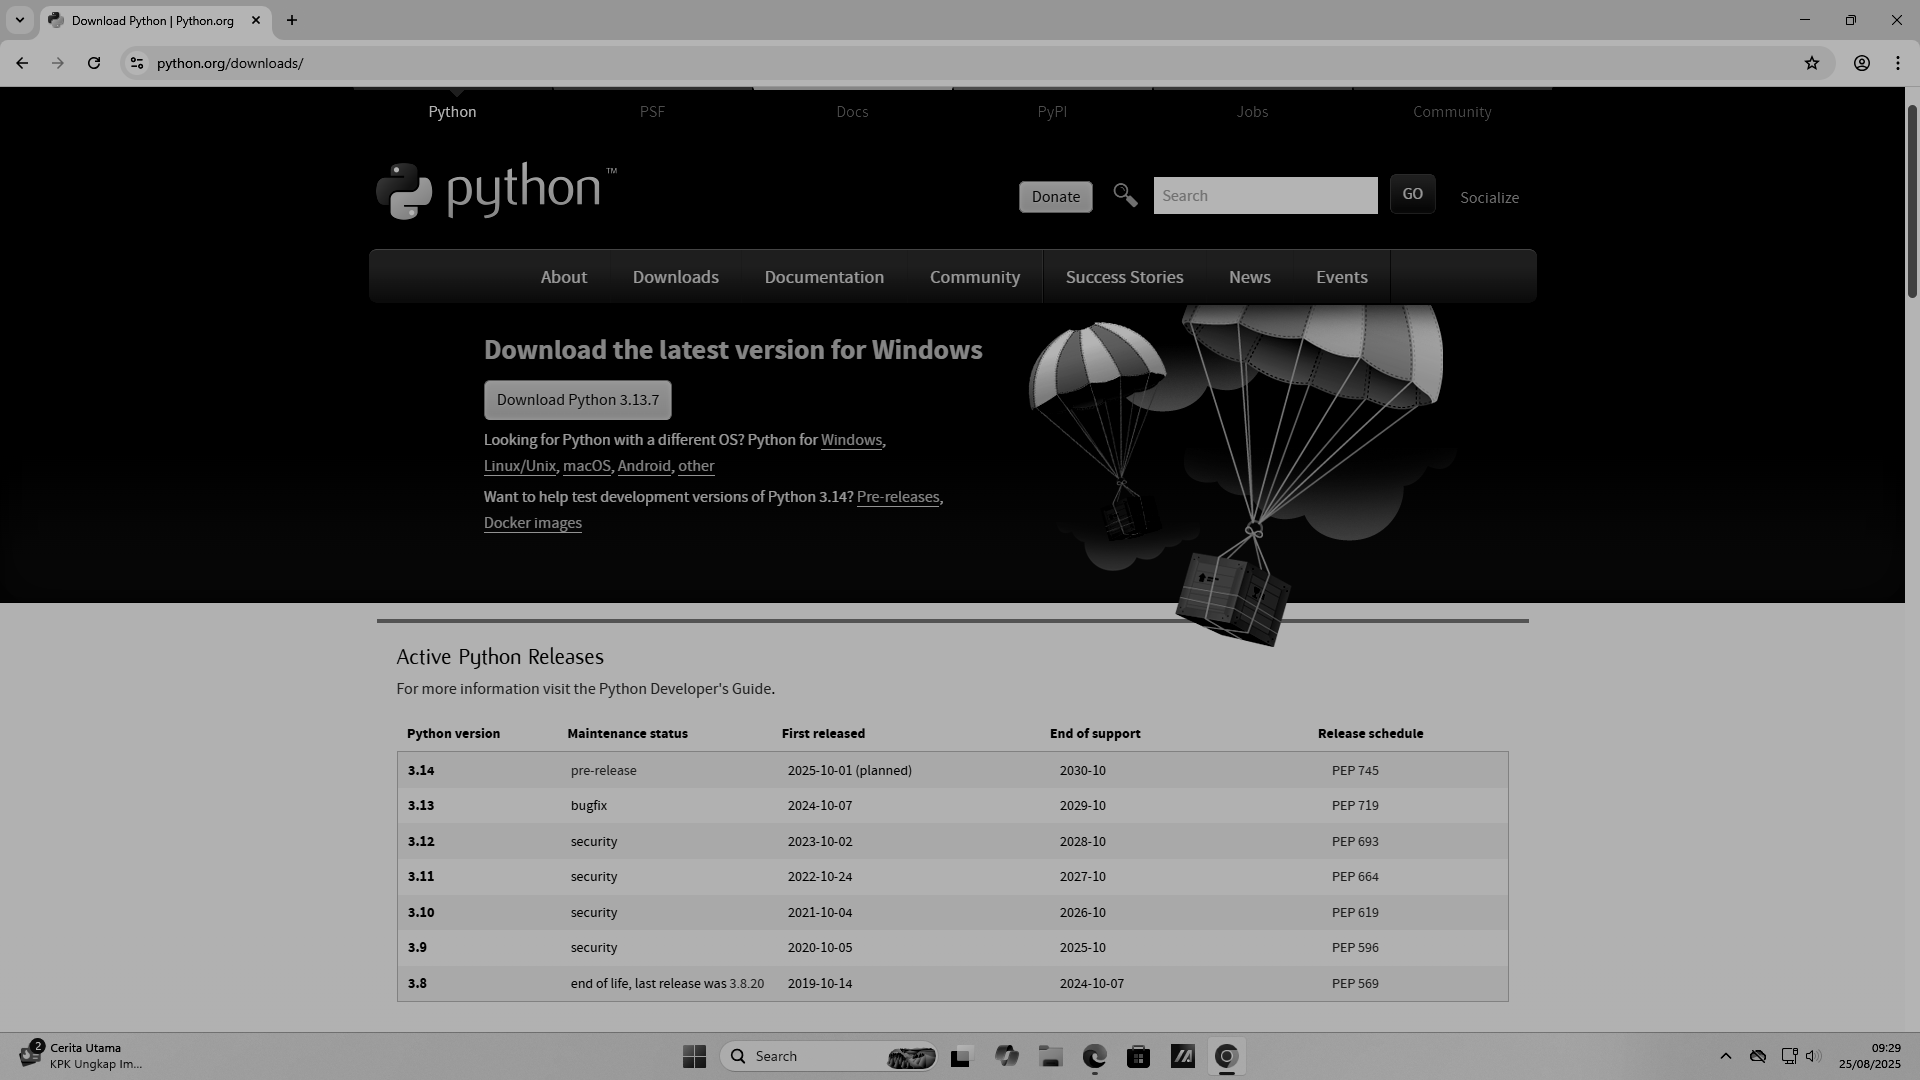 Download Python | Python.org
python.org/downloads/
Python PSF Docs PyPI Jobs Community
python™
Donate Search GO Socialize
About Downloads Documentation Community Success Stories News Events
Download the latest version for Windows
Download Python 3.13.7
Looking for Python with a different OS? Python for Windows,
Linux/Unix, macOS, Android, other
Want to help test development versions of Python 3.14? Pre-releases,
Docker images
Active Python Releases
For more information visit the Python Developer's Guide.
Python version Maintenance status First released End of support Release schedule
3.14 pre-release 2025-10-01 (planned) 2030-10 PEP 745
3.13 bugfix 2024-10-07 2029-10 PEP 719
3.12 security 2023-10-02 2028-10 PEP 693
3.11 security 2022-10-24 2027-10 PEP 664
3.10 security 2021-10-04 2026-10 PEP 619
3.9 security 2020-10-05 2025-10 PEP 596
3.8 end of life, last release was 3.8.20 2019-10-14 2024-10-07 PEP 569
2
Cerita Utama
KPK Ungkap Im...
Search
09:29
25/08/2025